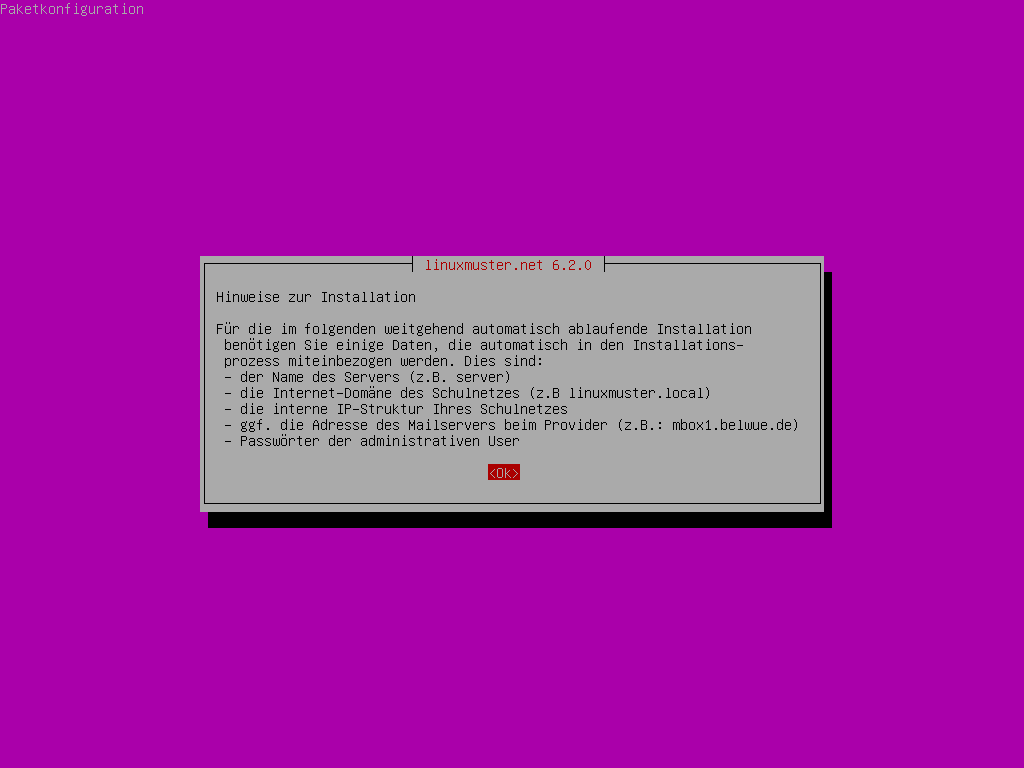 Paketkonfiguration
linuxmuster.net 6.2.0
Hinweise zur Installation
Für die im folgenden weitgehend automatisch ablaufende Installation
benötigen Sie einige Daten, die automatisch in den Installations-
prozess miteinbezogen werden. Dies sind:
- der Name des Servers (z.B. server)
- die Internet-Domäne des Schulnetzes (z.B linuxmuster.local)
- die interne IP-Struktur Ihres Schulnetzes
- ggf. die Adresse des Mailservers beim Provider (z.B.: mbox1.belwue.de)
- Passwörter der administrativen User
<Ok>